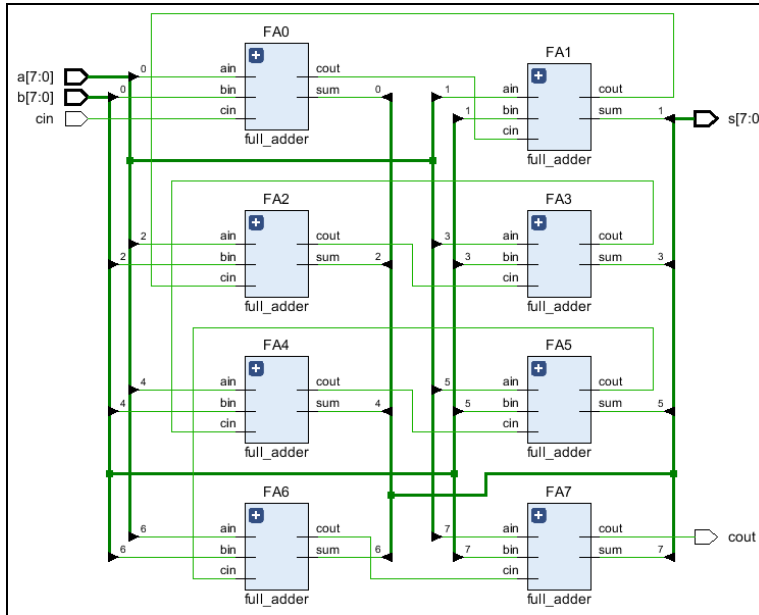 FA0
a[7:0] 0 ain cout
b[7:0] 0 bin sum 0
cin cin
full_adder
FA1
1 ain cout
1 bin sum 1 s[7:0
cin
full_adder
FA2
2 ain cout
2 bin sum 2
cin
full_adder
FA3
3 ain cout
3 bin sum 3
cin
full_adder
FA4
4 ain cout
4 bin sum 4
cin
full_adder
FA5
5 ain cout
5 bin sum 5
cin
full_adder
FA6
6 ain cout
6 bin sum 6
cin
full_adder
FA7
7 ain cout cout
7 bin sum 7
cin
full_adder